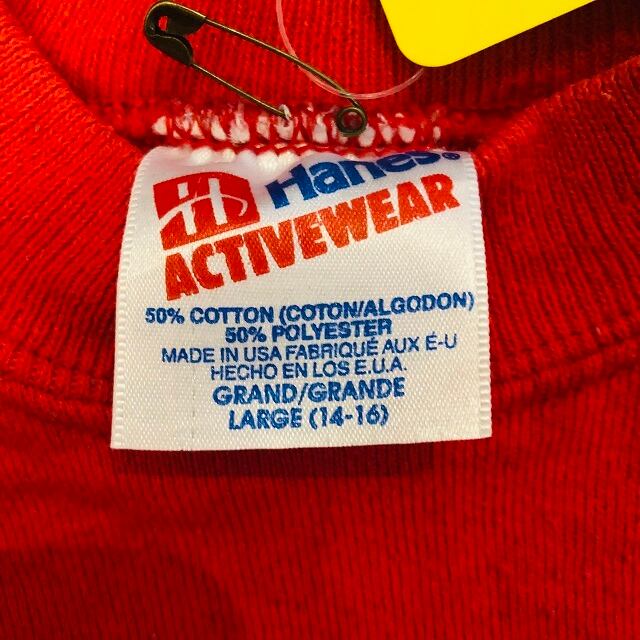 Hanes®
ACTIVEWEAR
50% COTTON (COTON/ALGODON)
50% POLYESTER
MADE IN USA FABRIQUÉ AUX É-U
HECHO EN LOS E.U.A.
GRAND/GRANDE
LARGE (14-16)